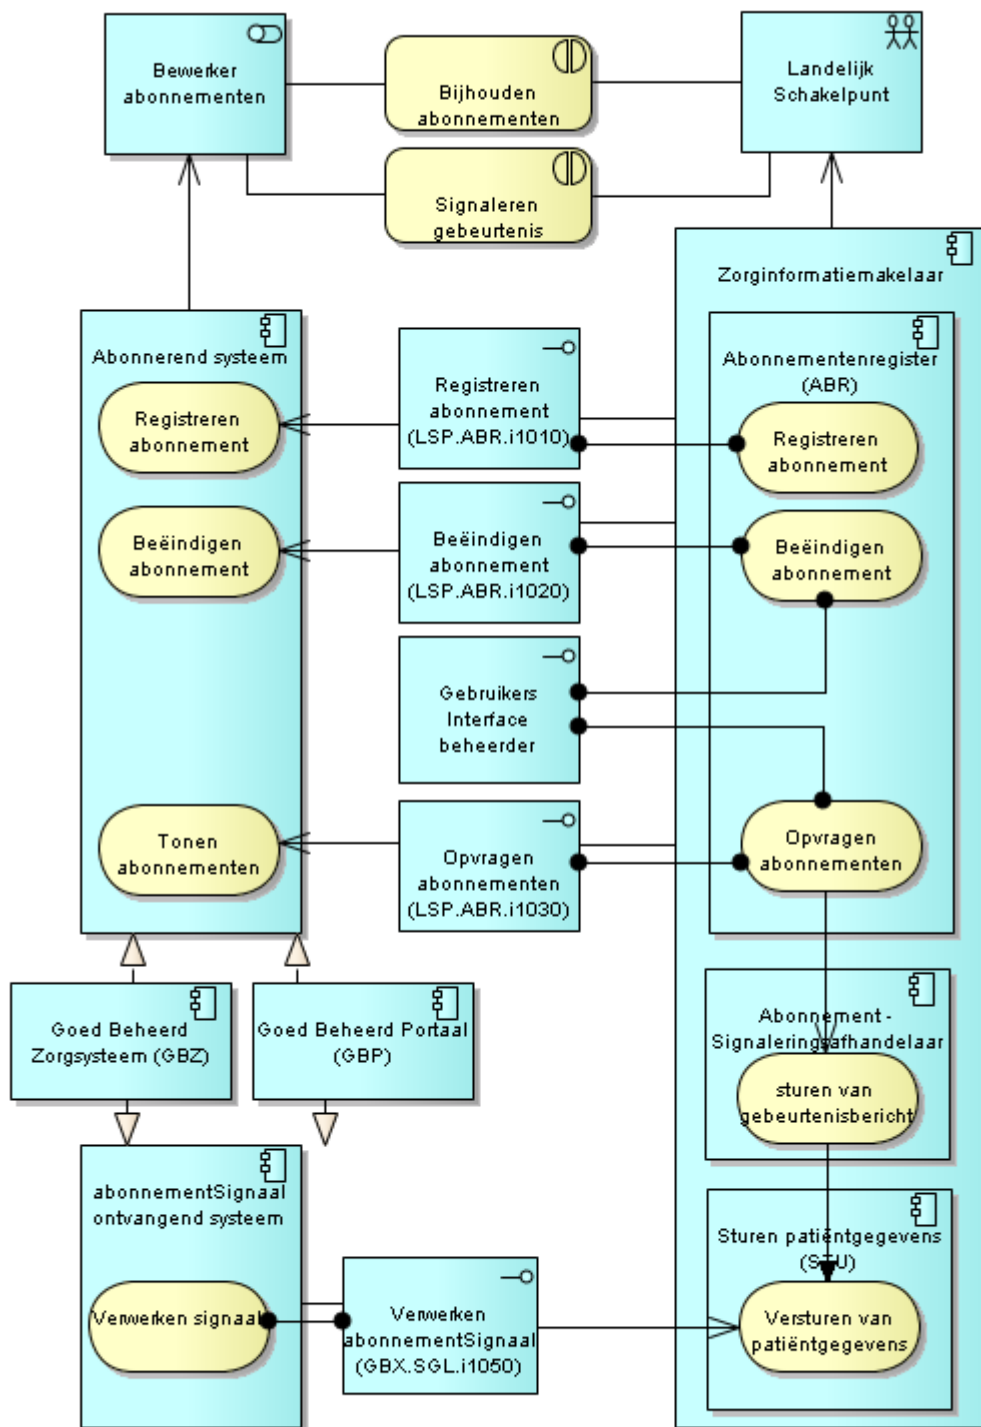 Bewerker
abonnementen
Bijhouden
abonnementen
Landelijk
Schakelpunt
Signaleren
gebeurtenis
Zorginformatiemakelaar
Abonnerend systeem
Registreren
abonnement
Registreren
abonnement
(LSP.ABR.i1010)
Abonnementenregister
(ABR)
Registreren
abonnement
Beëindigen
abonnement
Beëindigen
abonnement
(LSP.ABR.i1020)
Beëindigen
abonnement
Gebruikers
Interface
beheerder
Tonen
abonnementen
Opvragen
abonnementen
(LSP.ABR.i1030)
Opvragen
abonnementen
Goed Beheerd
Zorgsysteem (GBZ)
Goed Beheerd Portaal
(GBP)
Abonnement -
Signaleringsafhandelaar
sturen van
gebeurtenisbericht
abonnementSignaal
ontvangend systeem
Sturen patiëntgegevens
(STU)
Verwerken signaal
Verwerken
abonnementSignaal
(GBX.SGL.i1050)
Versturen van
patiëntgegevens